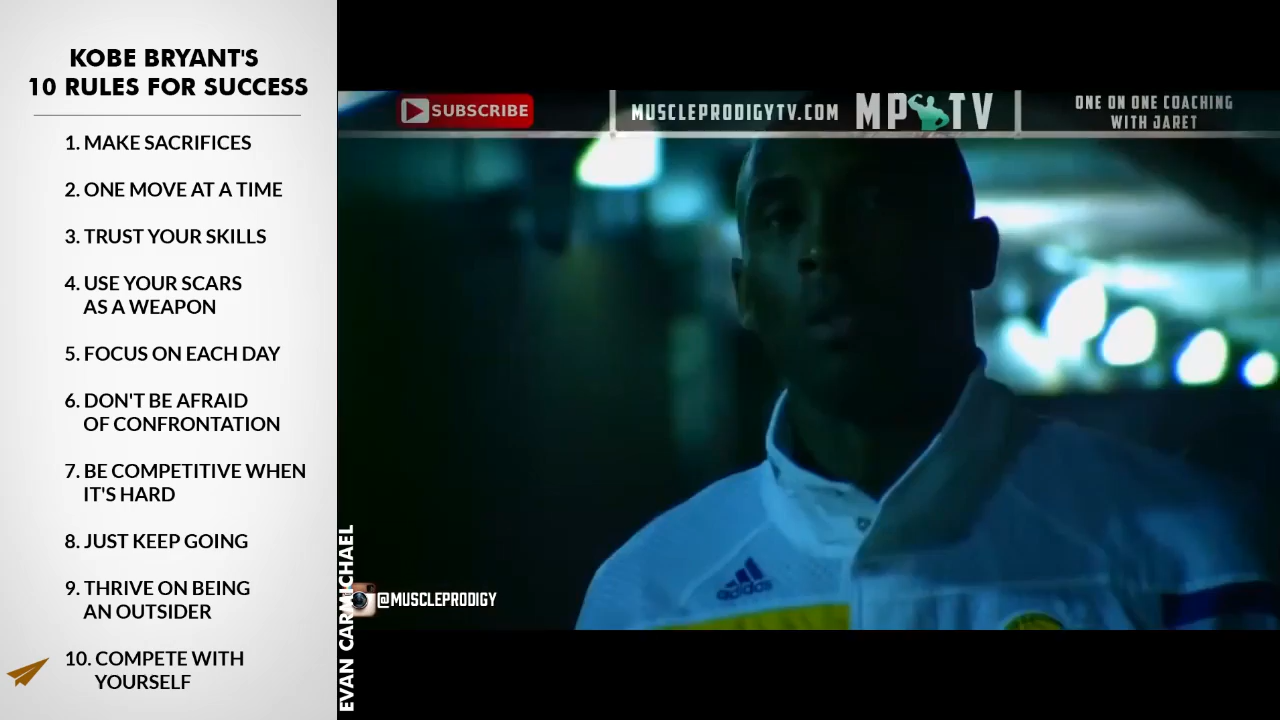 KOBE BRYANT'S
10 RULES FOR SUCCESS
1. MAKE SACRIFICES
2. ONE MOVE AT A TIME
3. TRUST YOUR SKILLS
4. USE YOUR SCARS
AS A WEAPON
5. FOCUS ON EACH DAY
6. DON'T BE AFRAID
OF CONFRONTATION
7. BE COMPETITIVE WHEN
IT'S HARD
8. JUST KEEP GOING
9. THRIVE ON BEING
AN OUTSIDER
10. COMPETE WITH
YOURSELF
EVAN CARMICHAEL
SUBSCRIBE
MUSCLEPRODIGYTV.COM
MP TV
ONE ON ONE COACHING
WITH JARET
adidas
@MUSCLEPRODIGY